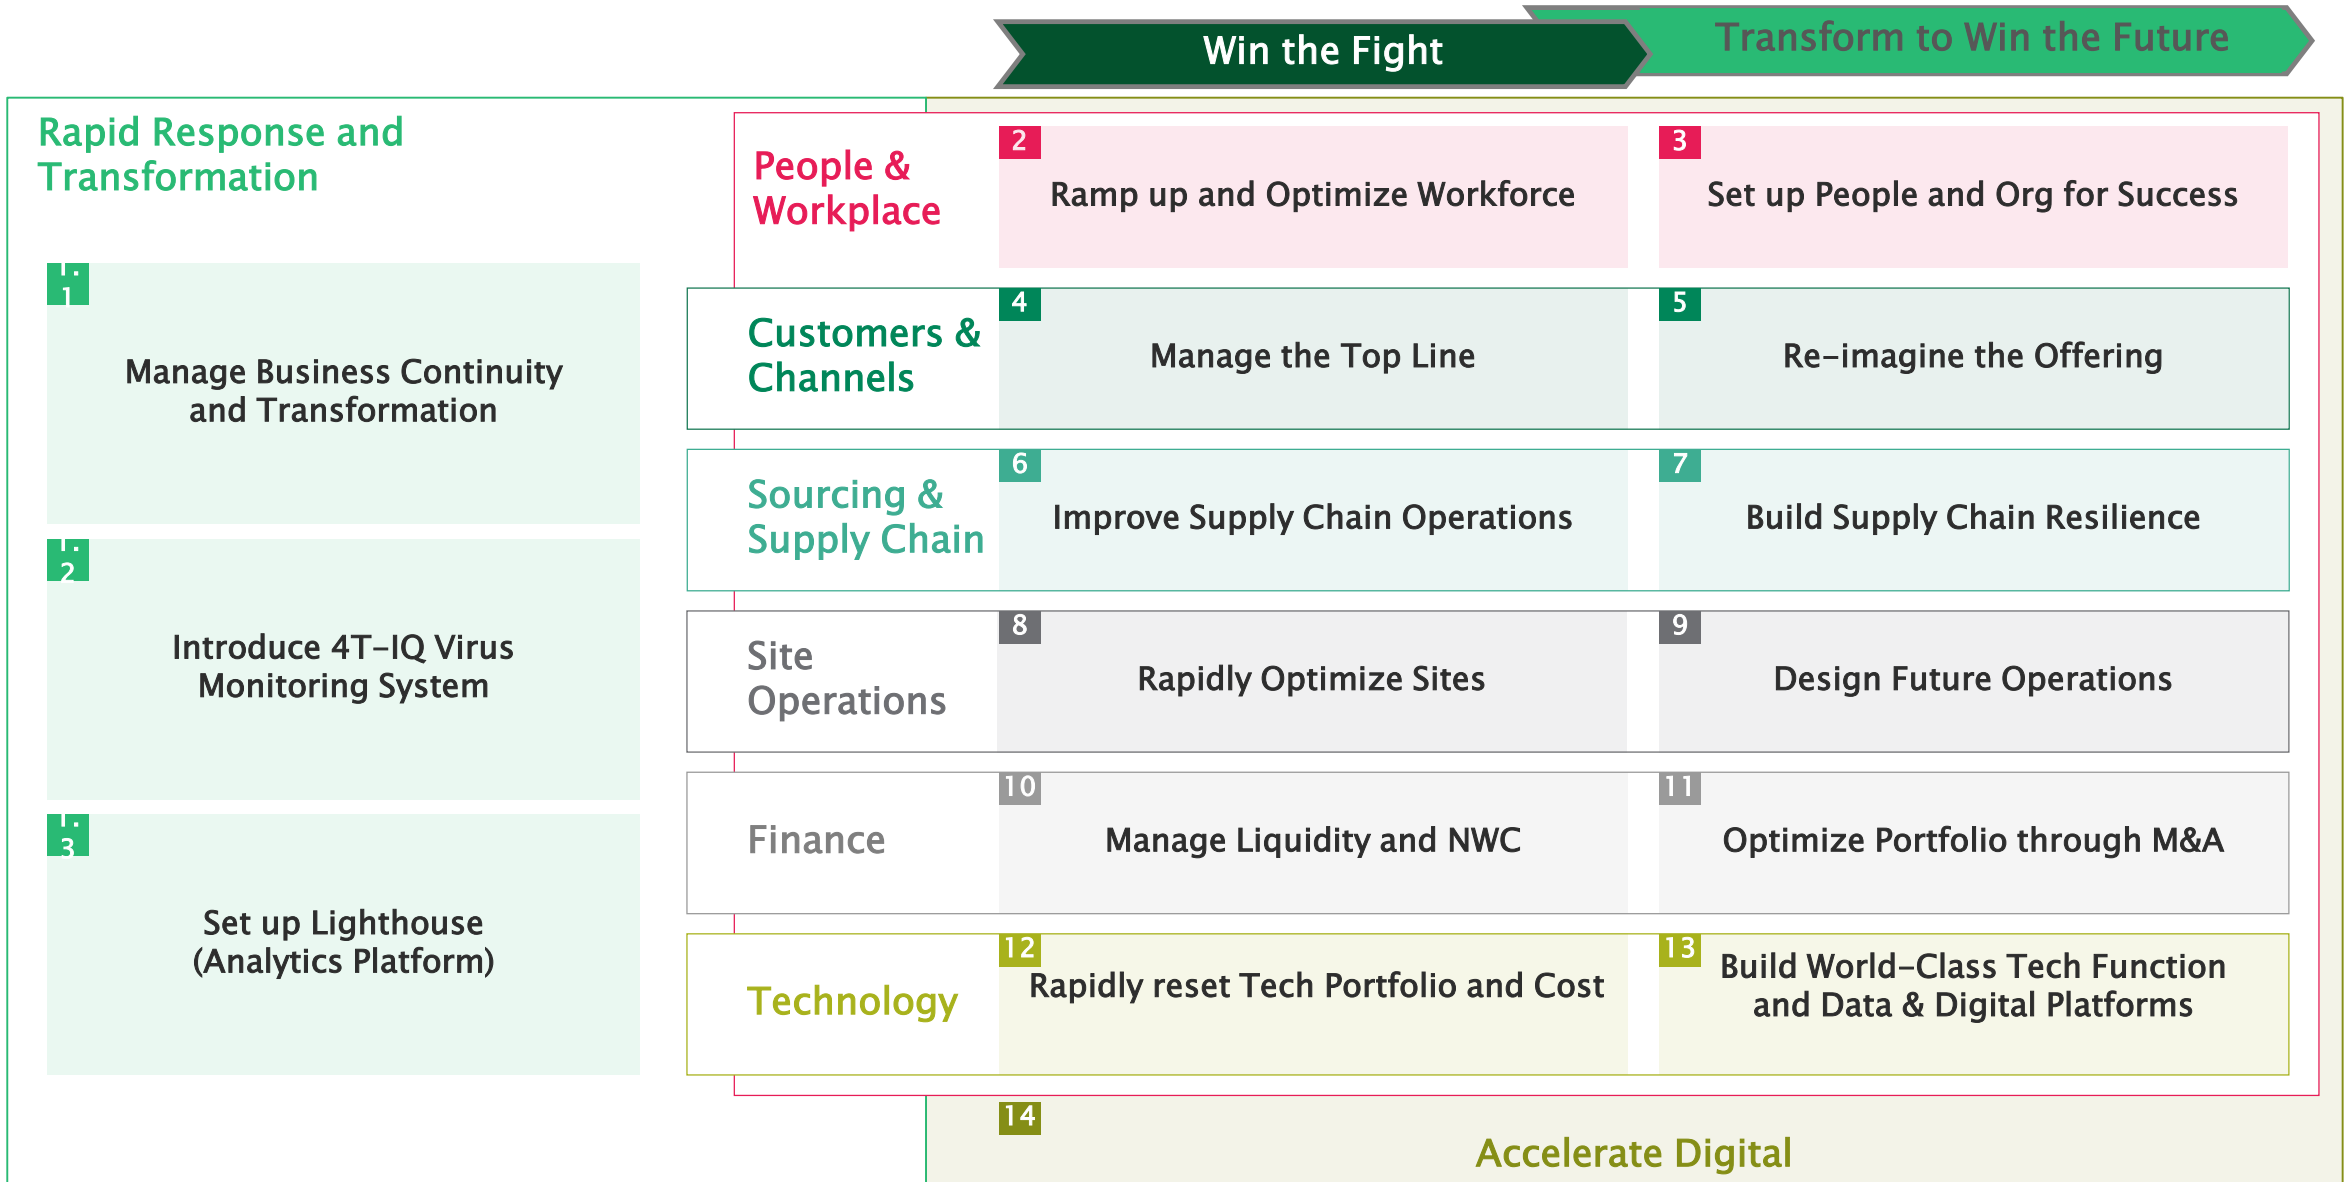 Win the Fight
Transform to Win the Future
Rapid Response and
Transformation
1
Manage Business Continuity
and Transformation
2
Introduce 4T-IQ Virus
Monitoring System
3
Set up Lighthouse
(Analytics Platform)
People &
Workplace
2
Ramp up and Optimize Workforce
3
Set up People and Org for Success
Customers &
Channels
4
Manage the Top Line
5
Re-imagine the Offering
Sourcing &
Supply Chain
6
Improve Supply Chain Operations
7
Build Supply Chain Resilience
Site
Operations
8
Rapidly Optimize Sites
9
Design Future Operations
Finance
10
Manage Liquidity and NWC
11
Optimize Portfolio through M&A
Technology
12
Rapidly reset Tech Portfolio and Cost
13
Build World-Class Tech Function
and Data & Digital Platforms
14
Accelerate Digital